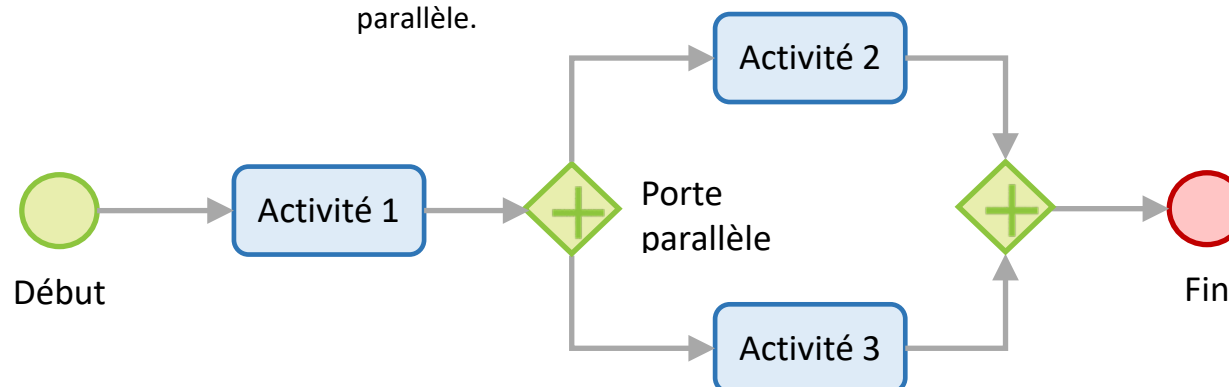 parallèle.
Activité 2
Activité 1
Porte
parallèle
Début
Fin
Activité 3